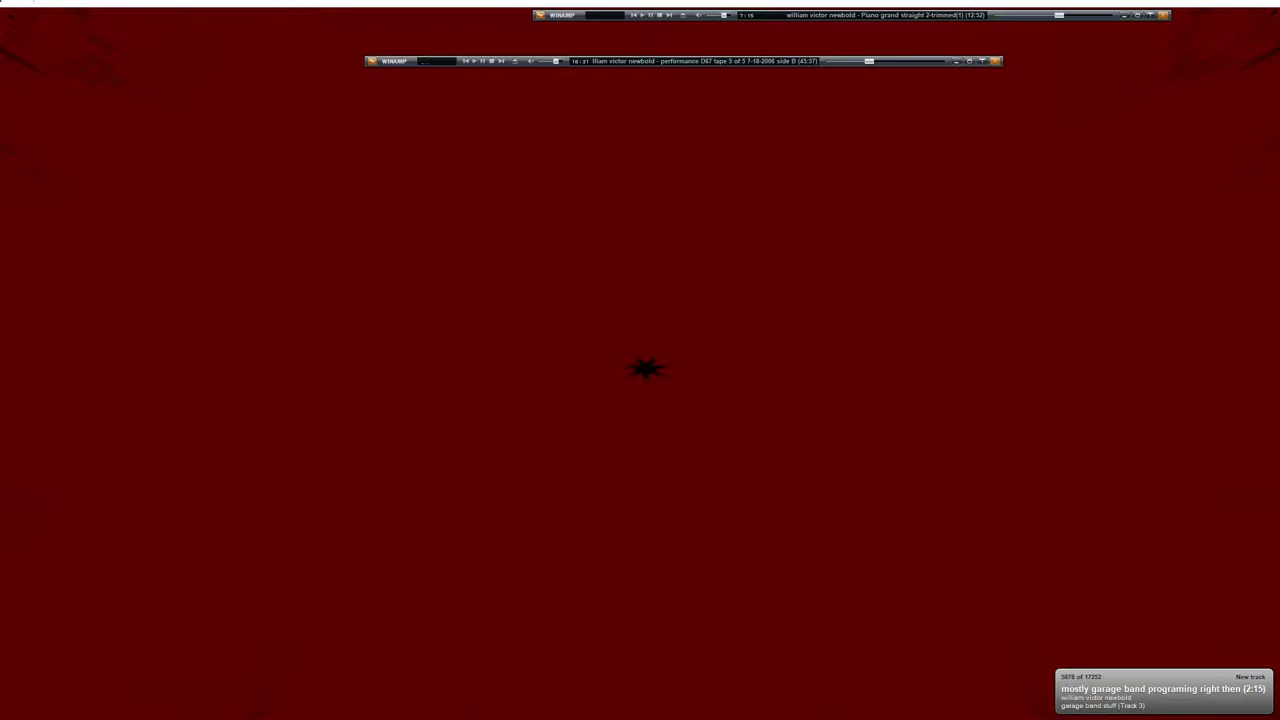 WINAMP 7:15 william victor newbold - Piano grand straight 2-trimmed(1) (12:52)
WINAMP 16:31 lliam victor newbold - performance D67 tape 5 of 5 7-18-2006 side B (45:37)
5878 of 17252 New track
mostly garage band programing right then (2:15)
william victor newbold
garage band stuff (Track 3)